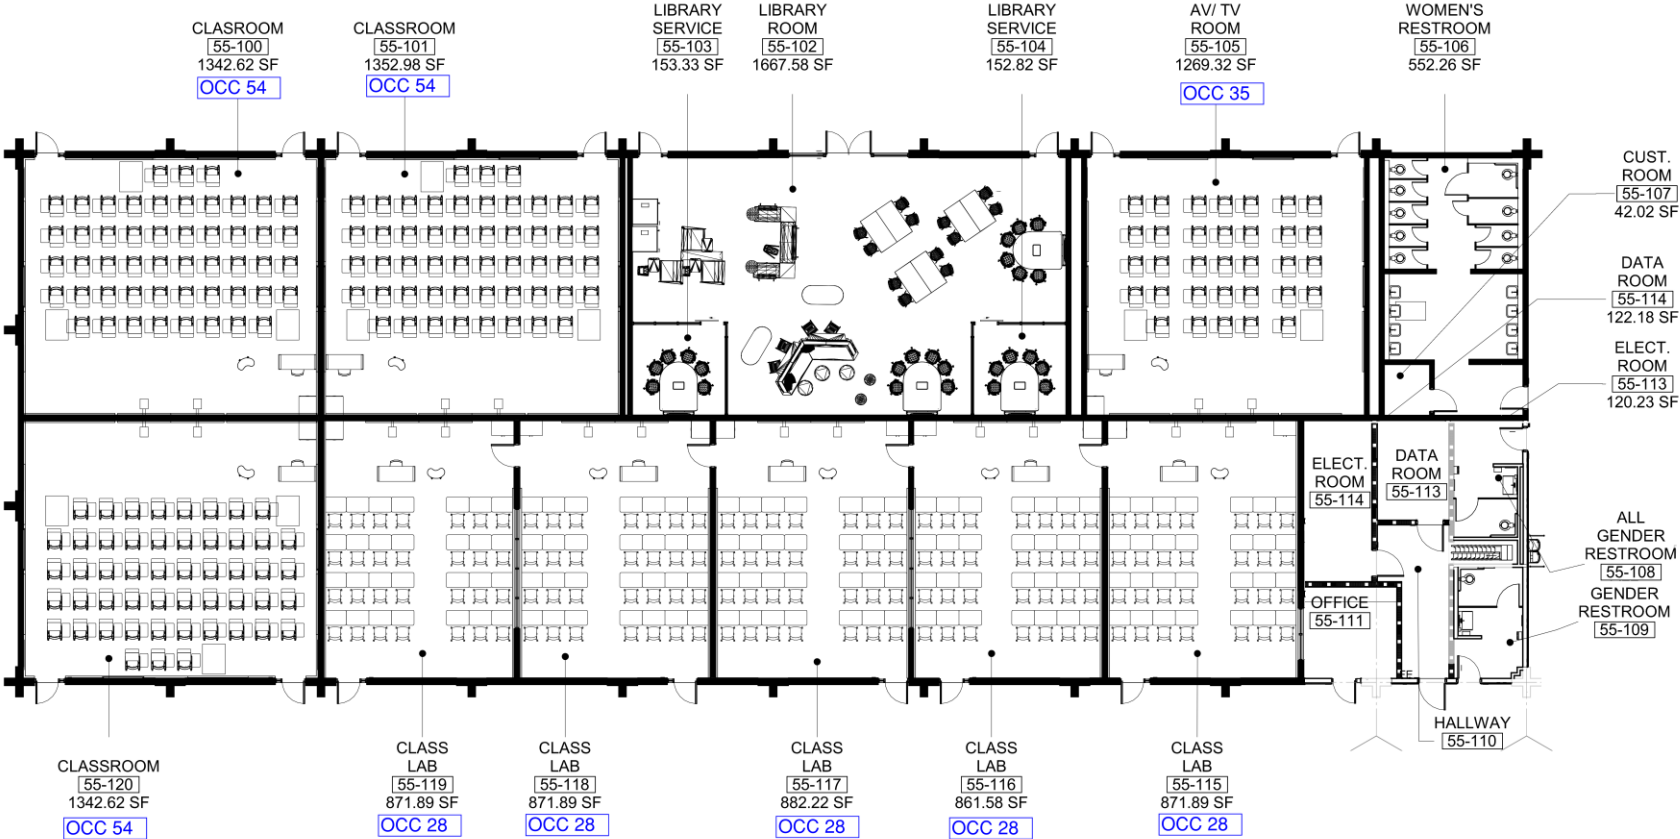 CLASROOM
55-100
1342.62 SF
OCC 54
CLASSROOM
55-101
1352.98 SF
OCC 54
LIBRARY
SERVICE
55-103
153.33 SF
LIBRARY
ROOM
55-102
1667.58 SF
LIBRARY
SERVICE
55-104
152.82 SF
AV/ TV
ROOM
55-105
1269.32 SF
OCC 35
WOMEN'S
RESTROOM
55-106
552.26 SF
CUST.
ROOM
55-107
42.02 SF
DATA
ROOM
55-114
122.18 SF
ELECT.
ROOM
55-113
120.23 SF
ELECT.
ROOM
55-114
DATA
ROOM
55-113
ALL
GENDER
RESTROOM
55-108
GENDER
RESTROOM
55-109
OFFICE
55-111
FE
HALLWAY
55-110
CLASSROOM
55-120
1342.62 SF
OCC 54
CLASS
LAB
55-119
871.89 SF
OCC 28
CLASS
LAB
55-118
871.89 SF
OCC 28
CLASS
LAB
55-117
882.22 SF
OCC 28
CLASS
LAB
55-116
861.58 SF
OCC 28
CLASS
LAB
55-115
871.89 SF
OCC 28